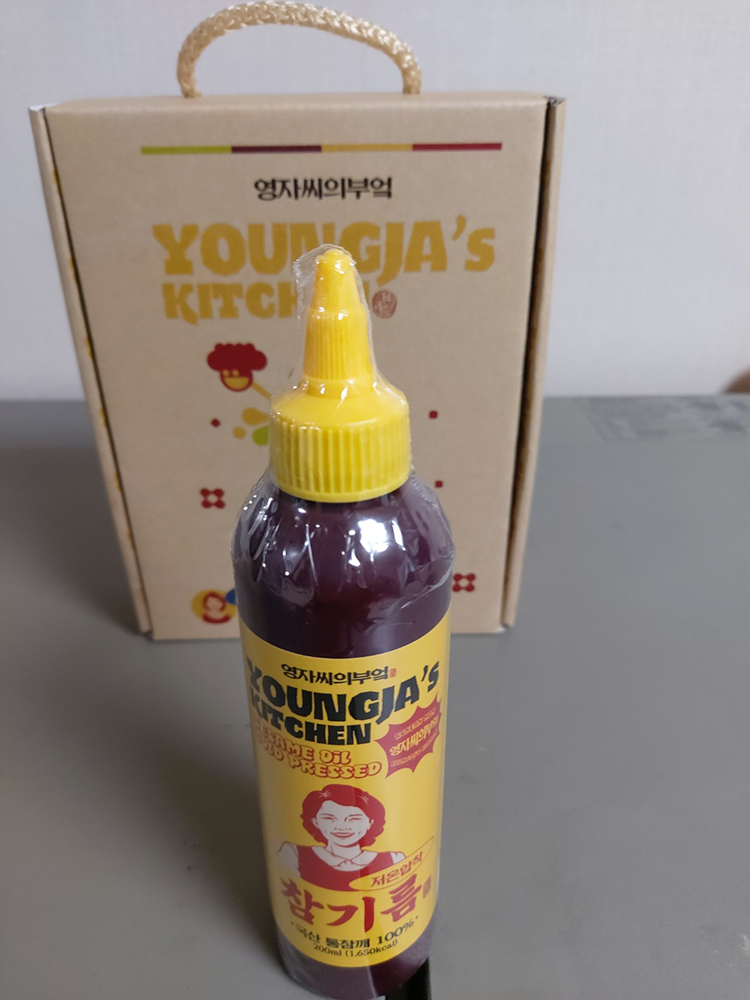 영자씨의부엌
YOUNGJA's
KITCHEN
영자씨의부엌
YOUNGJA's
KITCHEN
SESAME OiL
COLD PRESSED
영자씨의부엌
저온압착
참기름
국산 통참깨 100%
200ml (1,650kcal)